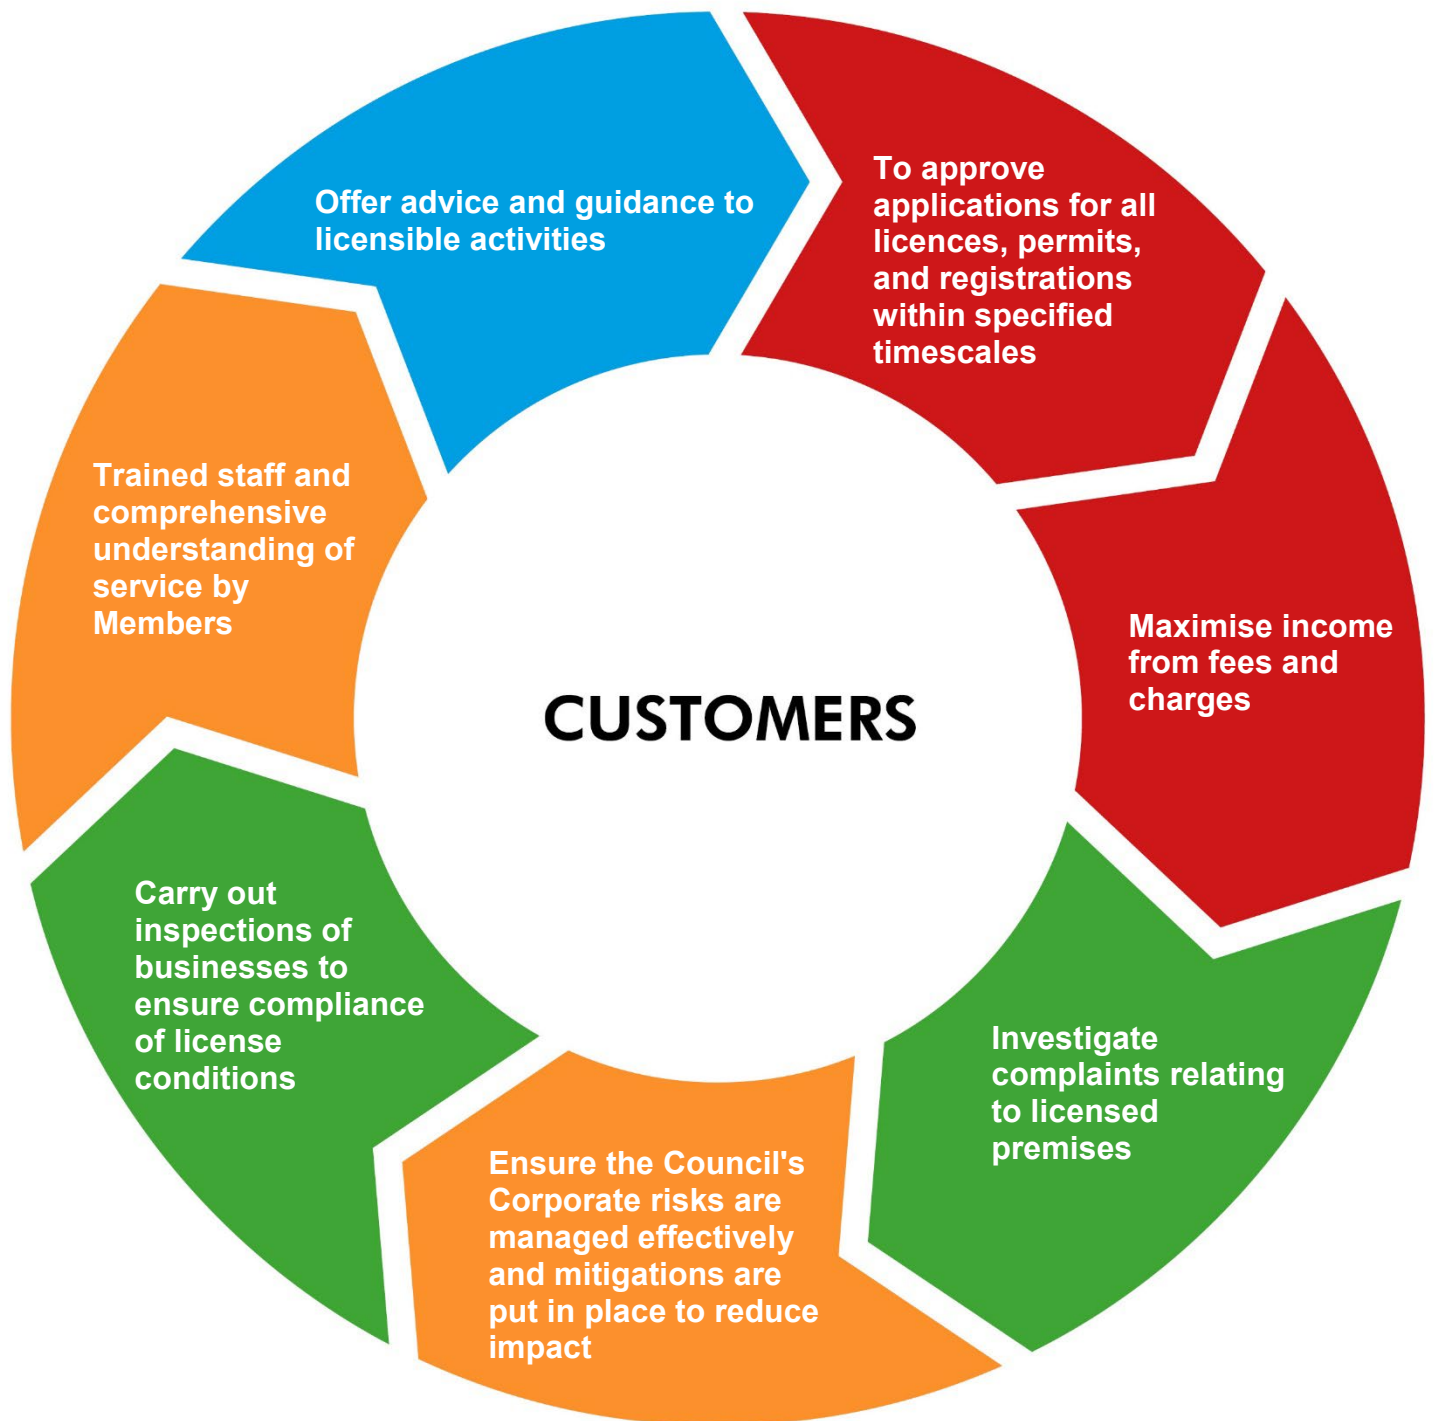 Offer advice and guidance to
licensible activities
To approve
applications for all
licences, permits,
and registrations
within specified
timescales
Maximise income
from fees and
charges
Investigate
complaints relating
to licensed
premises
Ensure the Council's
Corporate risks are
managed effectively
and mitigations are
put in place to reduce
impact
Carry out
inspections of
businesses to
ensure compliance
of license
conditions
Trained staff and
comprehensive
understanding of
service by
Members
CUSTOMERS